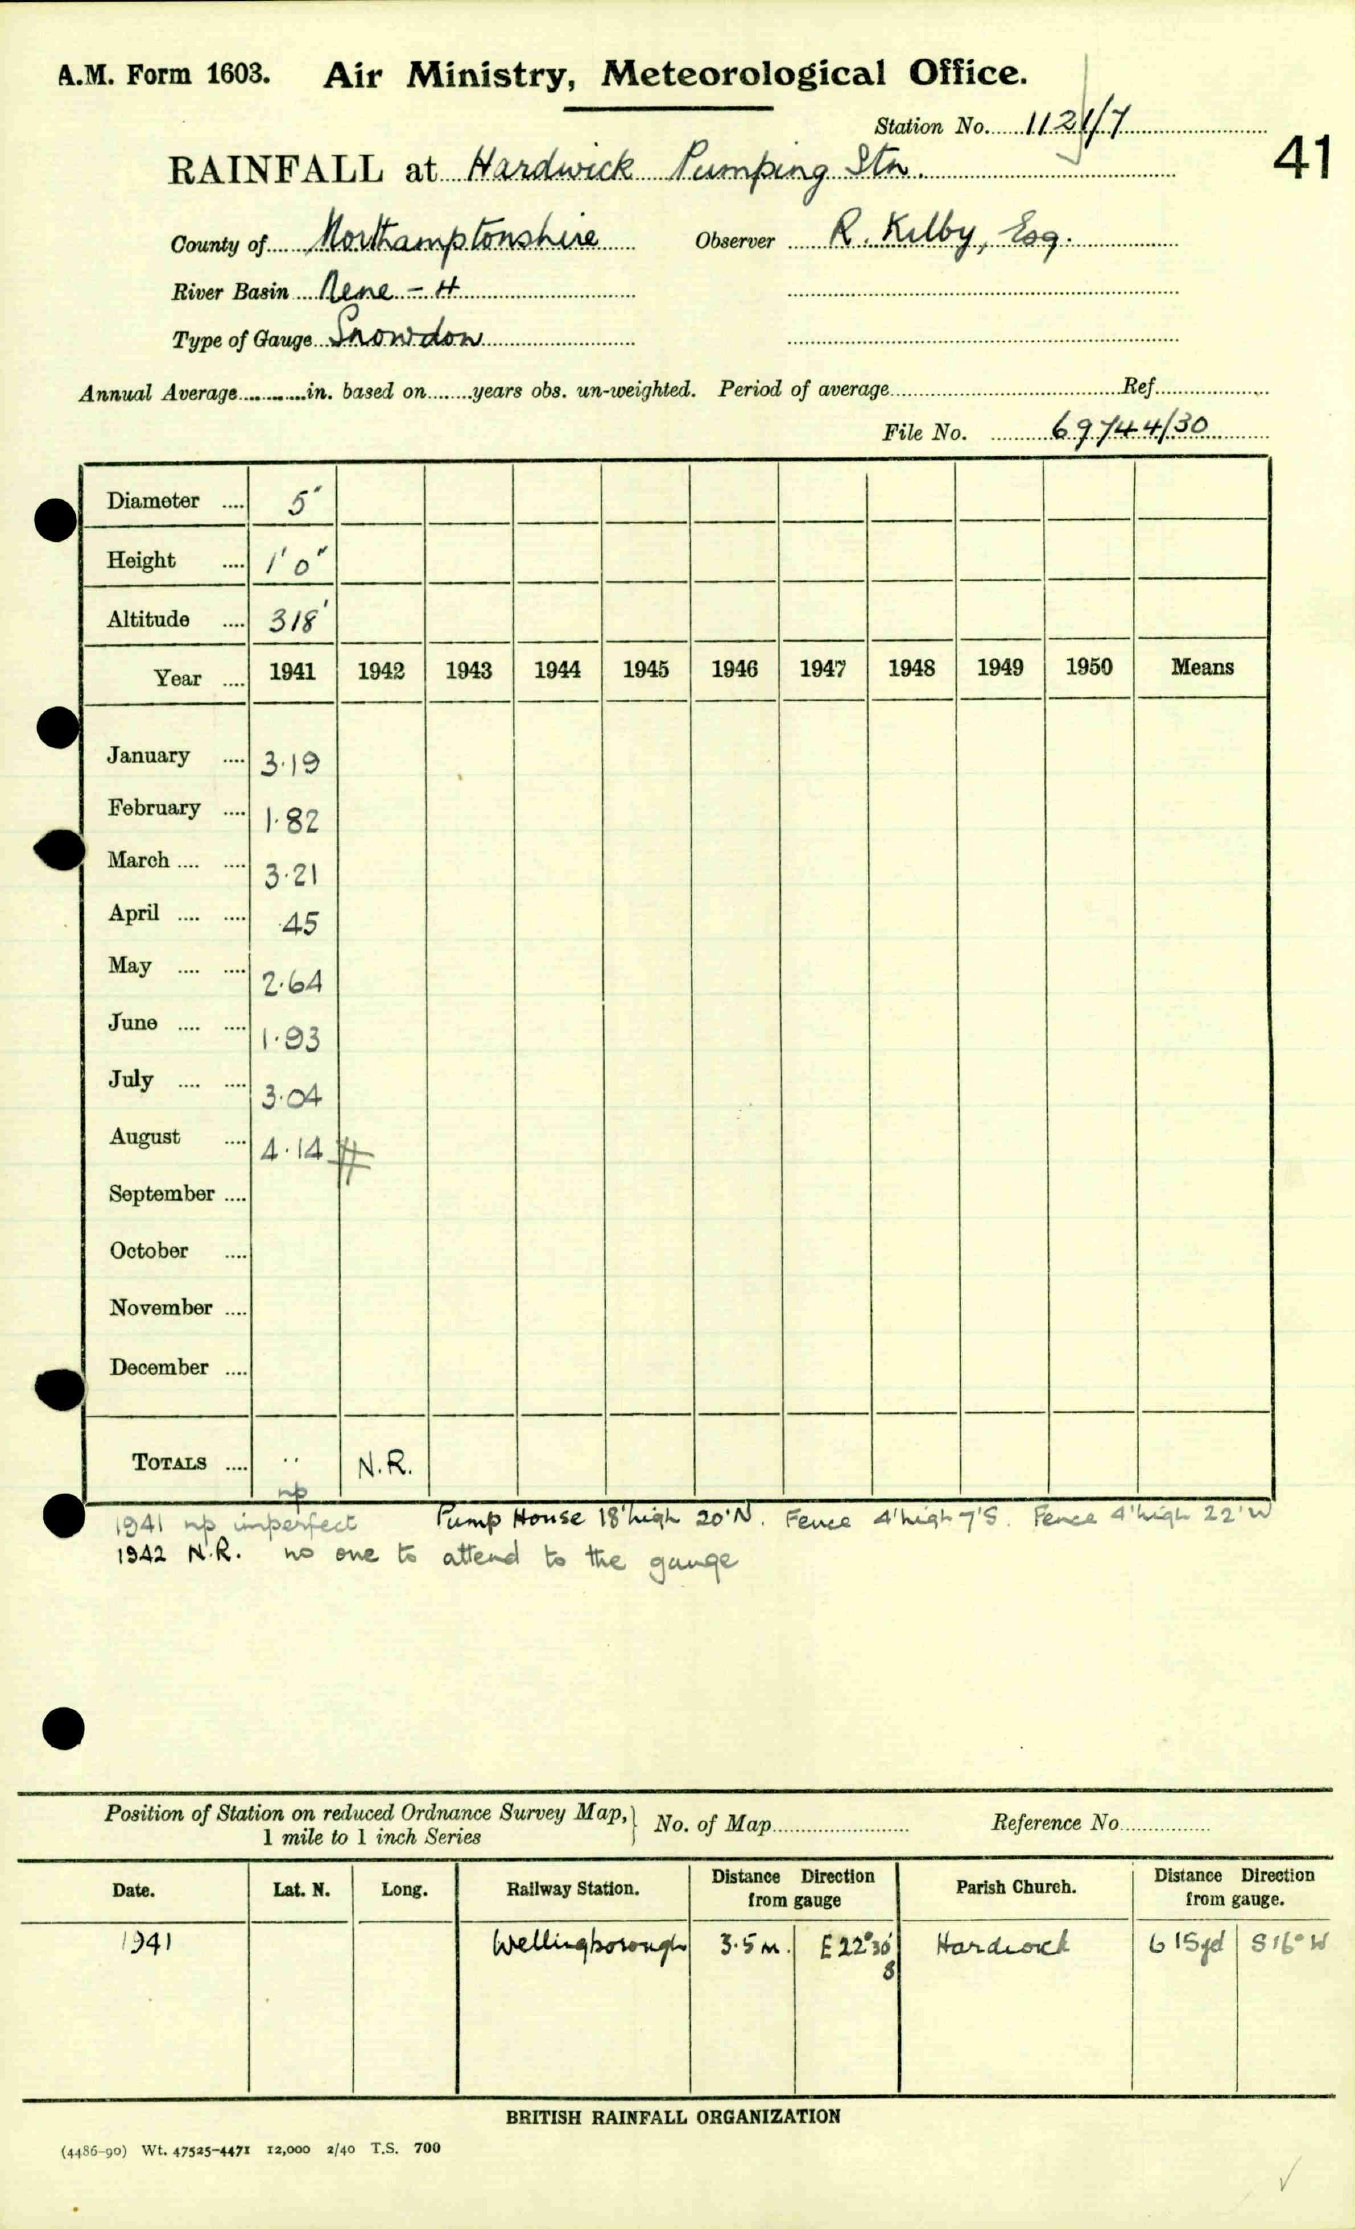 A.M. Form 1603. Air Ministry, Meteorological Office.
Station No. 1121/7
41
RAINFALL at Hardwick Pumping Stn.
County of Northamptonshire Observer R. Kilby, Esq.
River Basin Nene - H
Type of Gauge Snowdon
Annual Average in. based on years obs. un-weighted. Period of average Ref.
File No. 69744/30
Diameter .... 5"
Height .... 1' 0"
Altitude .... 318'
Year .... 1941 1942 1943 1944 1945 1946 1947 1948 1949 1950 Means
January .... 3.19
February .... 1.82
March .... .... 3.21
April .... .... .45
May .... .... 2.64
June .... .... 1.93
July .... .... 3.04
August .... 4.14 #
September ....
October ....
November ....
December ....
TOTALS .... .. N.R.
np
1941 np imperfect Pump House 18'high 20'N. Fence 4'high 7'S. Fence 4'high 22'W
1942 N.R. no one to attend to the gauge
Position of Station on reduced Ordnance Survey Map, 1 mile to 1 inch Series } No. of Map Reference No.
Date. Lat. N. Long. Railway Station. Distance Direction from gauge Parish Church. Distance Direction from gauge.
1941 Wellingborough 3.5 m. E 22°30' S Hardwick 615yd S 16° W
BRITISH RAINFALL ORGANIZATION
(4486-90) Wt. 47525-4471 12,000 2/40 T.S. 700